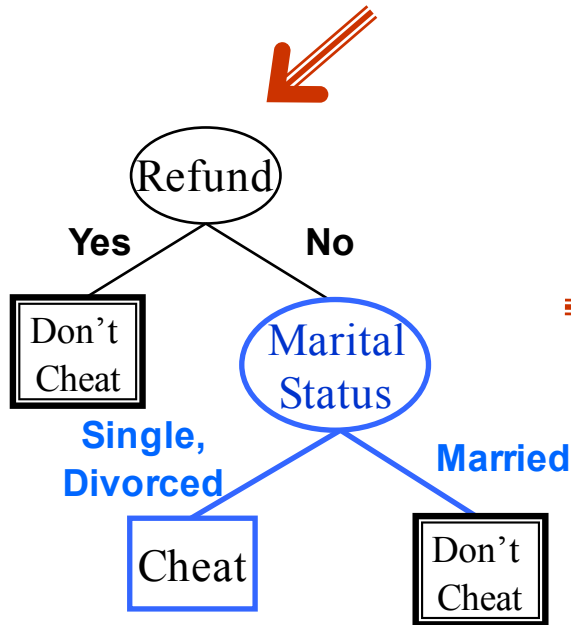 Refund
Yes
No
Don’t
Cheat
Marital
Status
Single,
Divorced
Married
Cheat
Don’t
Cheat